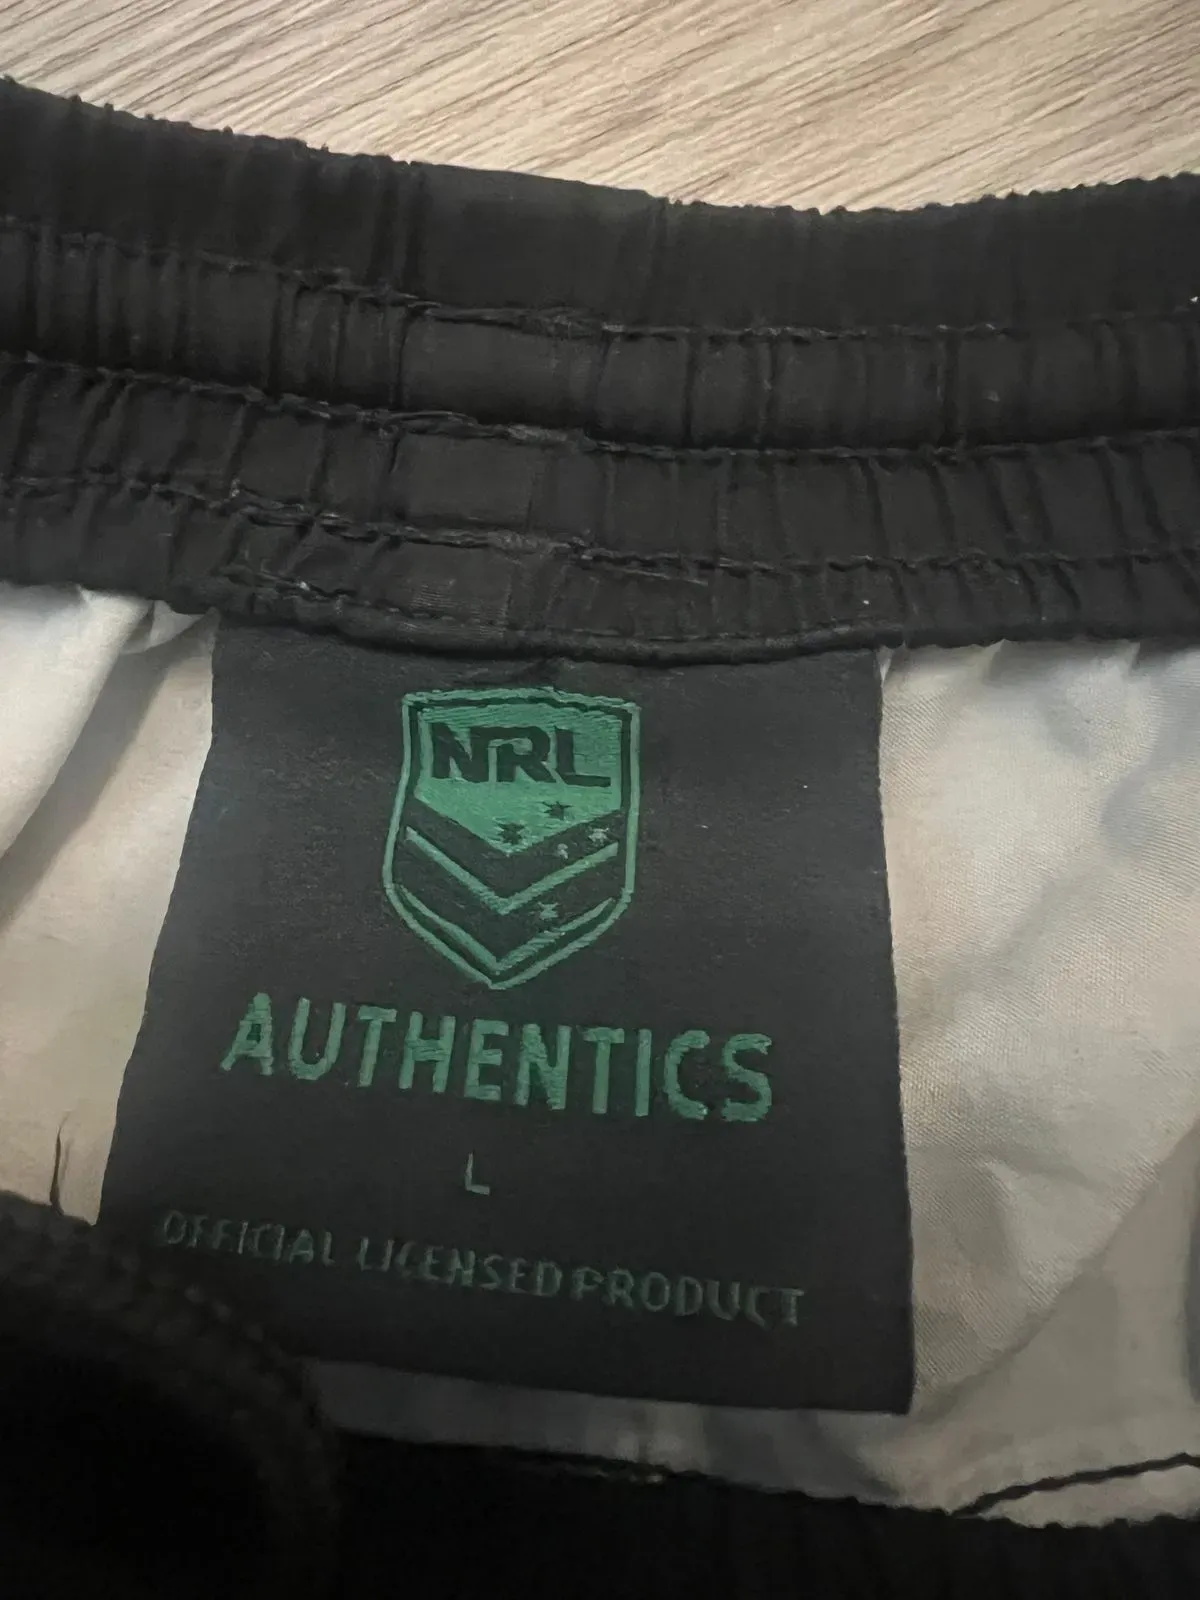 NRL
AUTHENTICS
L
OFFICIAL LICENSED PRODUCT